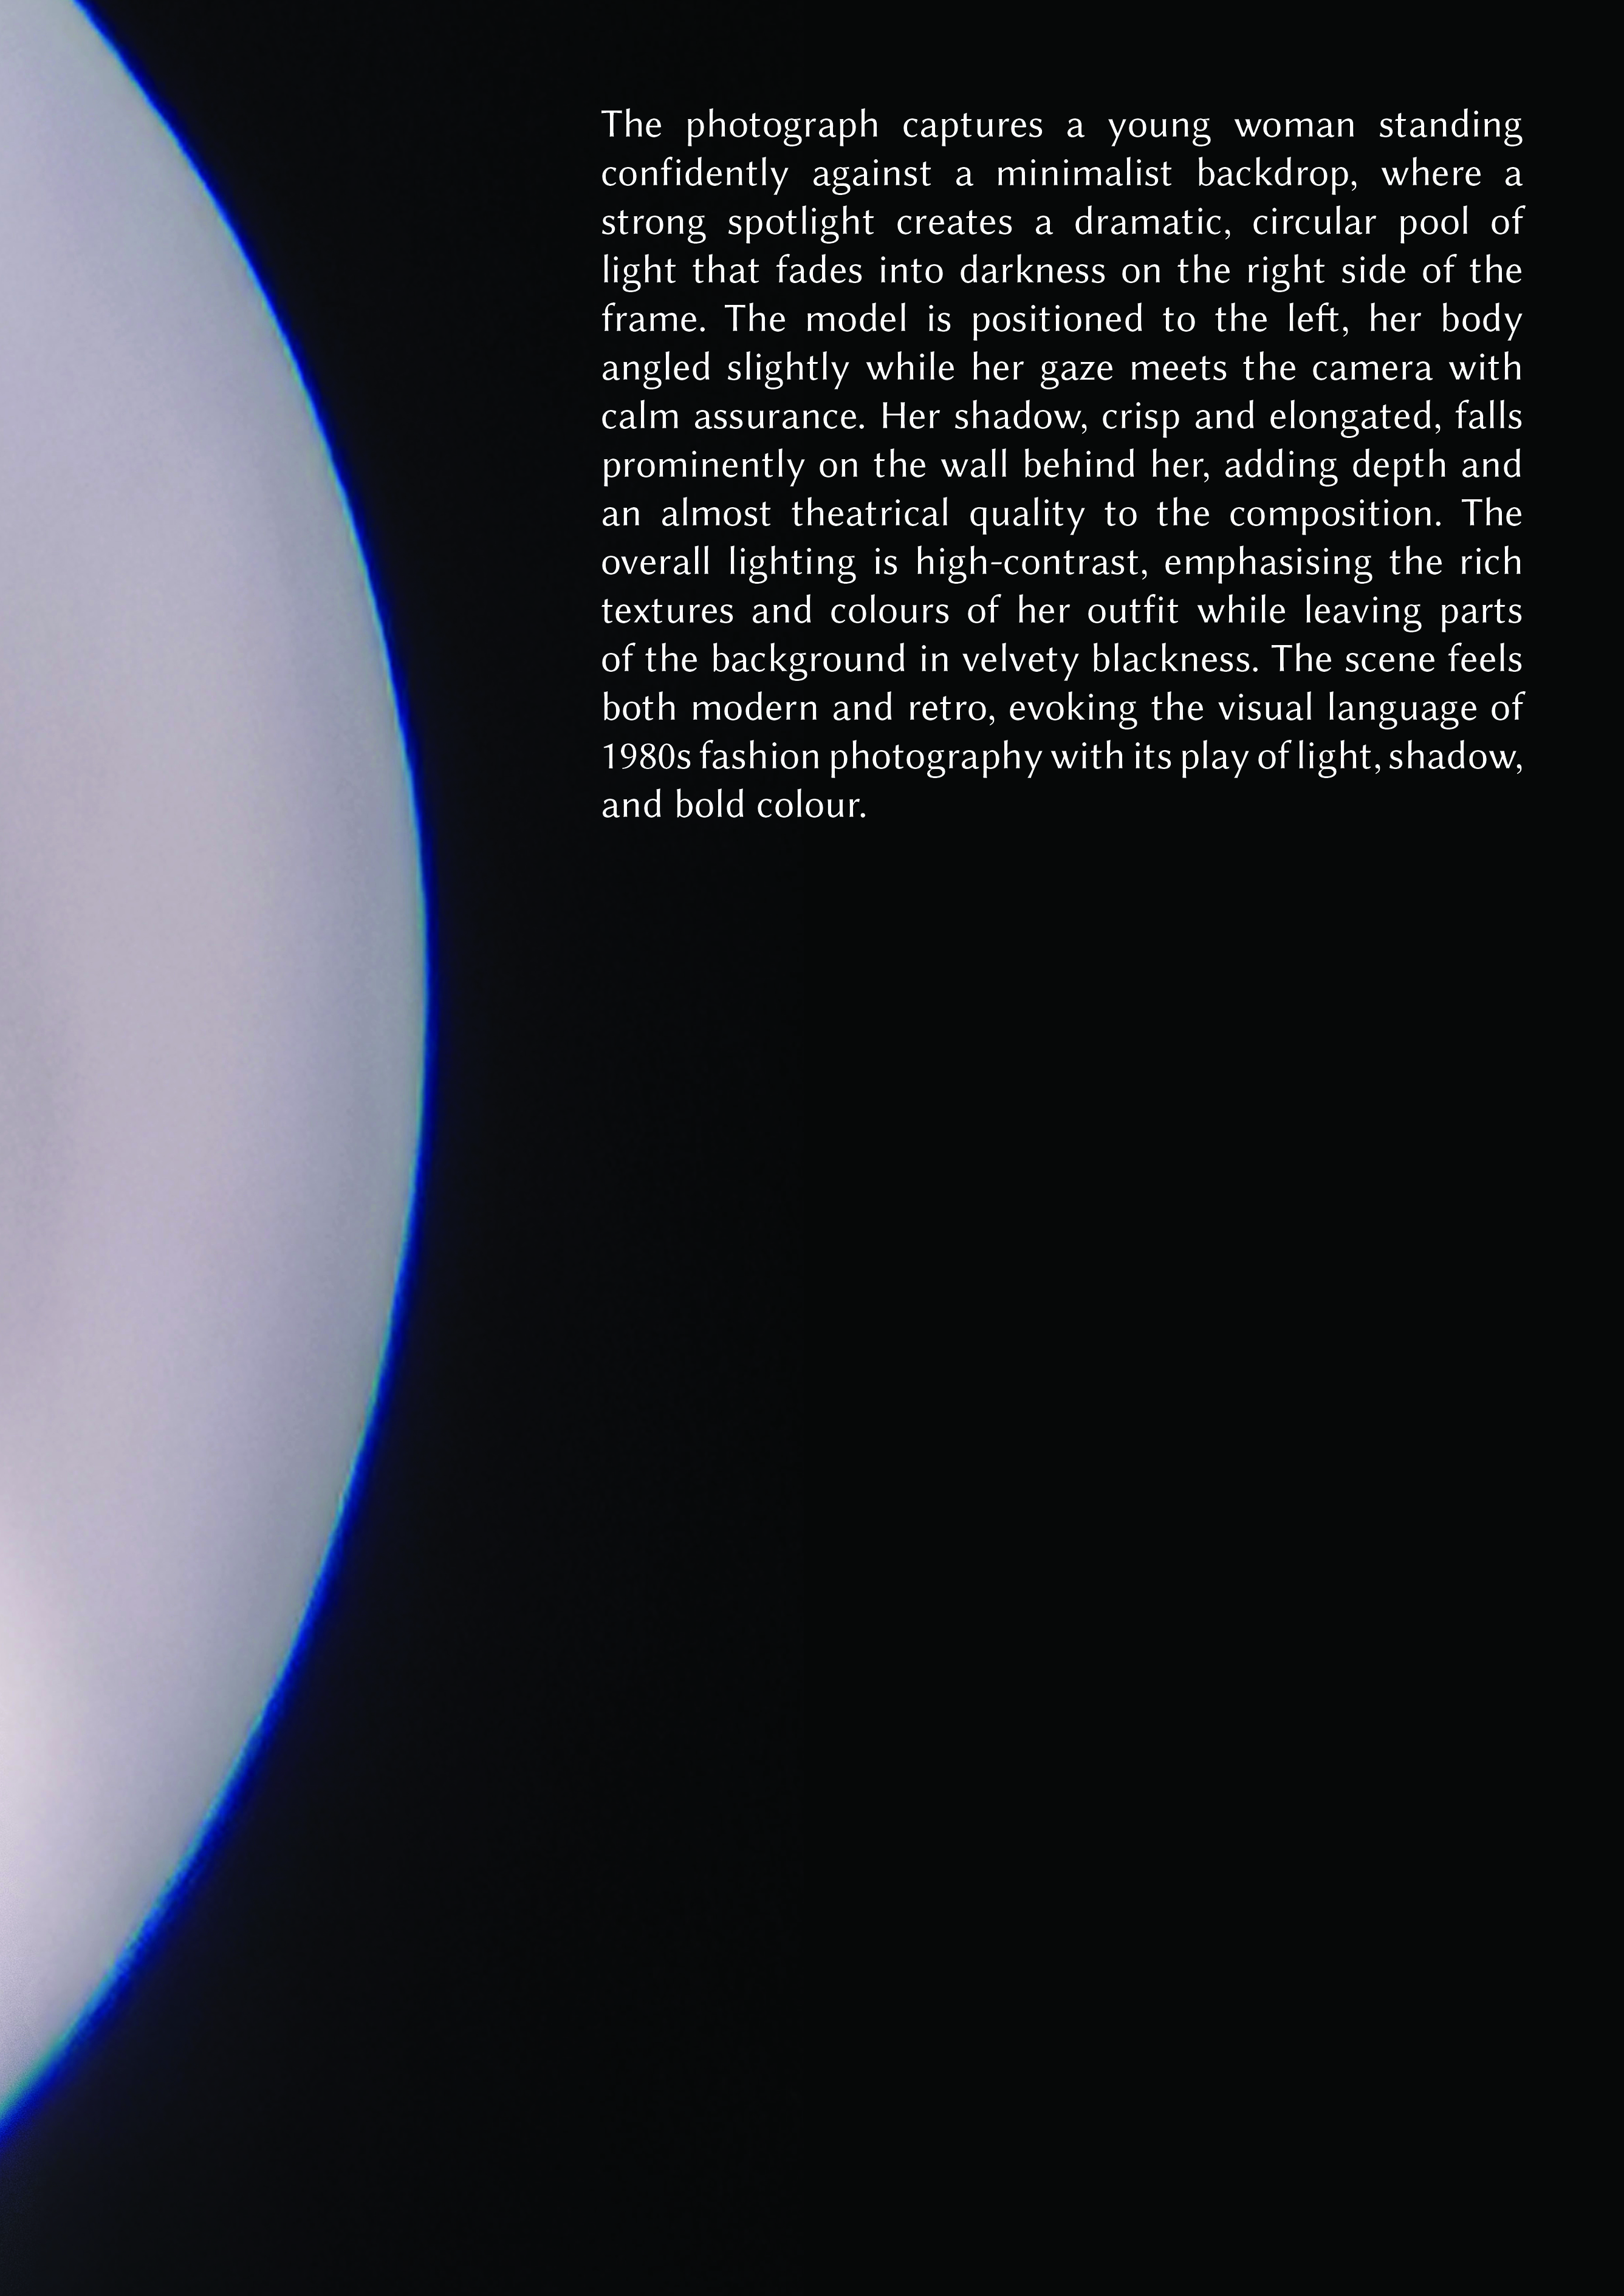 The photograph captures a young woman standing
confidently against a minimalist backdrop, where a
strong spotlight creates a dramatic, circular pool of
light that fades into darkness on the right side of the
frame. The model is positioned to the left, her body
angled slightly while her gaze meets the camera with
calm assurance. Her shadow, crisp and elongated, falls
prominently on the wall behind her, adding depth and
an almost theatrical quality to the composition. The
overall lighting is high-contrast, emphasising the rich
textures and colours of her outfit while leaving parts
of the background in velvety blackness. The scene feels
both modern and retro, evoking the visual language of
1980s fashion photography with its play of light, shadow,
and bold colour.